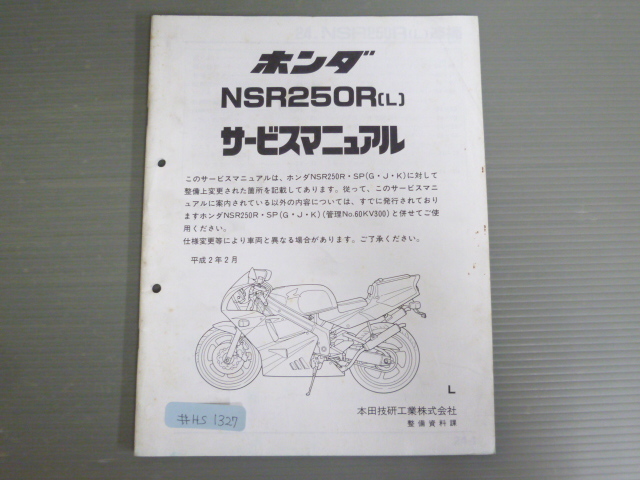 ホンダ
NSR250R(L)
サービスマニュアル
このサービスマニュアルは、ホンダNSR250R・SP(G・J・K)に対して
整備上変更された箇所を記載してあります。従って、このサービスマニ
ュアルに案内されている以外の内容については、すでに発行されており
ますホンダNSR250R・SP(G・J・K)(管理No.60KV300)と併せてご使
用ください。
仕様変更等により車両と異なる場合があります。ご了承ください。
平成2年2月
L
本田技研工業株式会社
整備資料課
#HS 1327